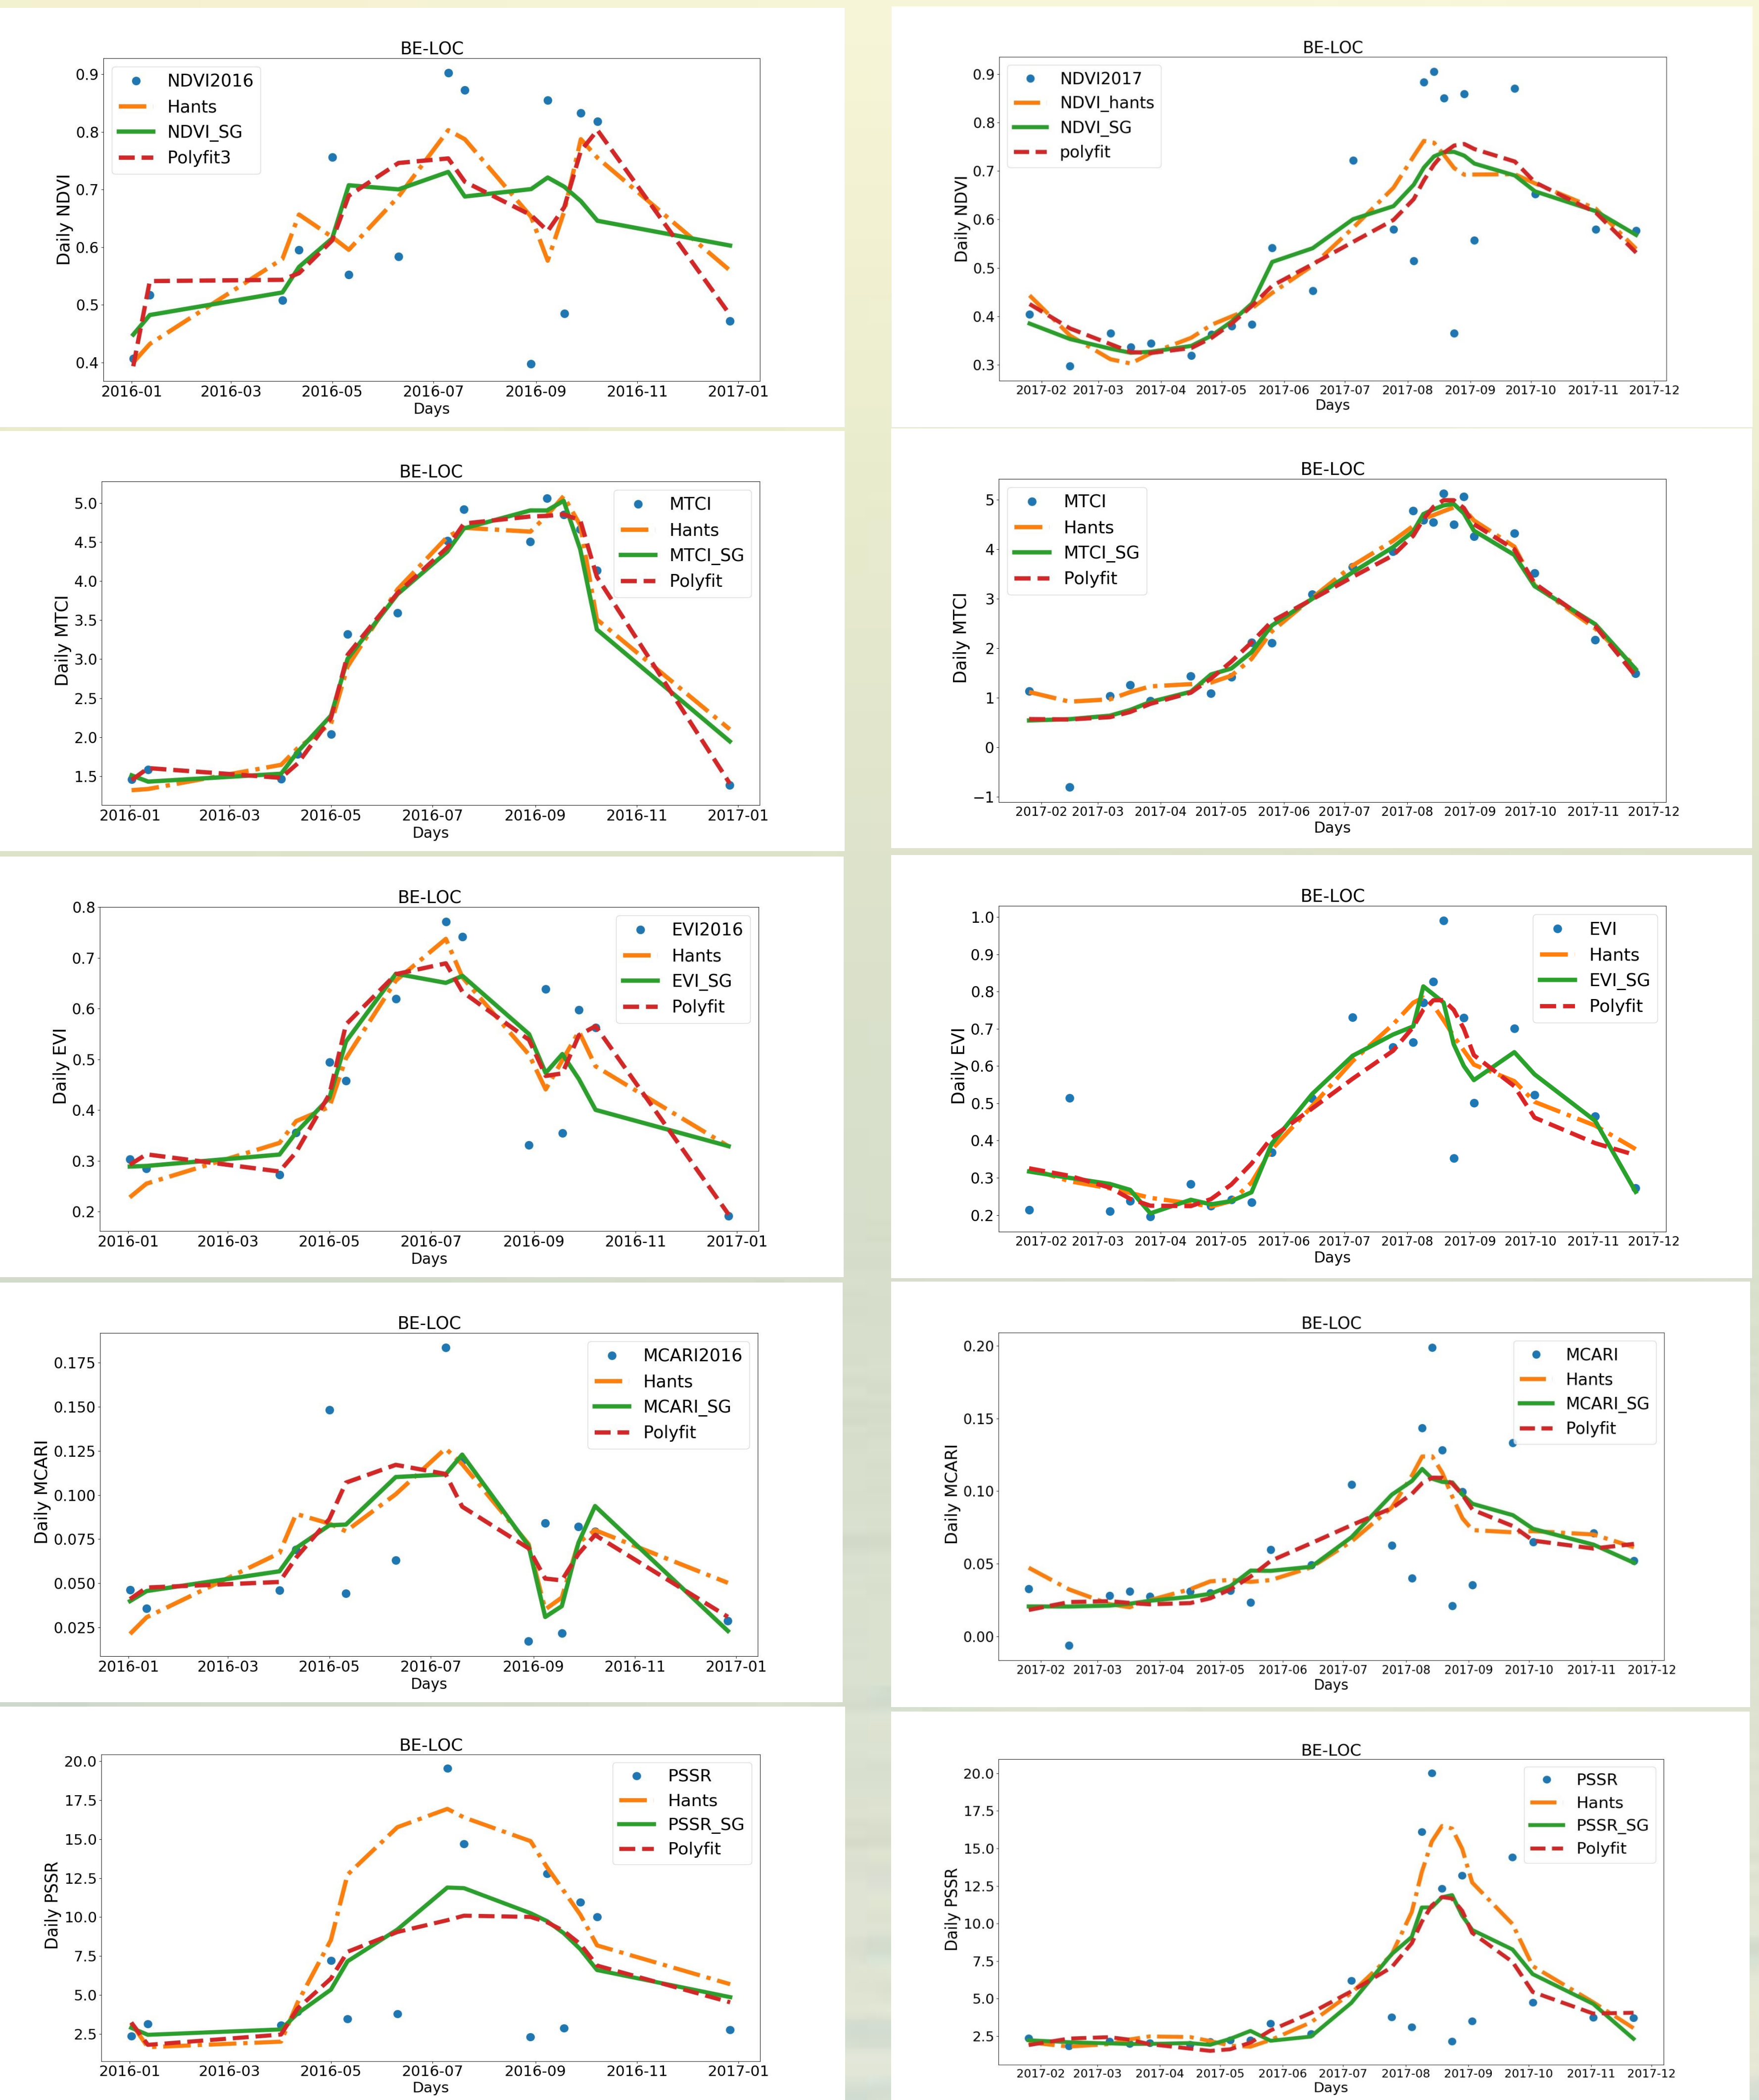 BE-LOC
NDVI2016
Hants
NDVI_SG
Polyfit3
Daily NDVI
0.9
0.8
0.7
0.6
0.5
0.4
2016-01 2016-03 2016-05 2016-07 2016-09 2016-11 2017-01
Days
BE-LOC
NDVI2017
NDVI_hants
NDVI_SG
polyfit
Daily NDVI
0.9
0.8
0.7
0.6
0.5
0.4
0.3
2017-02 2017-03 2017-04 2017-05 2017-06 2017-07 2017-08 2017-09 2017-10 2017-11 2017-12
Days
BE-LOC
MTCI
Hants
MTCI_SG
Polyfit
Daily MTCI
5.0
4.5
4.0
3.5
3.0
2.5
2.0
1.5
2016-01 2016-03 2016-05 2016-07 2016-09 2016-11 2017-01
Days
BE-LOC
MTCI
Hants
MTCI_SG
Polyfit
Daily MTCI
5
4
3
2
1
0
−1
2017-02 2017-03 2017-04 2017-05 2017-06 2017-07 2017-08 2017-09 2017-10 2017-11 2017-12
Days
BE-LOC
EVI2016
Hants
EVI_SG
Polyfit
Daily EVI
0.8
0.7
0.6
0.5
0.4
0.3
0.2
2016-01 2016-03 2016-05 2016-07 2016-09 2016-11 2017-01
Days
BE-LOC
EVI
Hants
EVI_SG
Polyfit
Daily EVI
1.0
0.9
0.8
0.7
0.6
0.5
0.4
0.3
0.2
2017-02 2017-03 2017-04 2017-05 2017-06 2017-07 2017-08 2017-09 2017-10 2017-11 2017-12
Days
BE-LOC
MCARI2016
Hants
MCARI_SG
Polyfit
Daily MCARI
0.175
0.150
0.125
0.100
0.075
0.050
0.025
2016-01 2016-03 2016-05 2016-07 2016-09 2016-11 2017-01
Days
BE-LOC
MCARI
Hants
MCARI_SG
Polyfit
Daily MCARI
0.20
0.15
0.10
0.05
0.00
2017-02 2017-03 2017-04 2017-05 2017-06 2017-07 2017-08 2017-09 2017-10 2017-11 2017-12
Days
BE-LOC
PSSR
Hants
PSSR_SG
Polyfit
Daily PSSR
20.0
17.5
15.0
12.5
10.0
7.5
5.0
2.5
2016-01 2016-03 2016-05 2016-07 2016-09 2016-11 2017-01
Days
BE-LOC
PSSR
Hants
PSSR_SG
Polyfit
Daily PSSR
20.0
17.5
15.0
12.5
10.0
7.5
5.0
2.5
2017-02 2017-03 2017-04 2017-05 2017-06 2017-07 2017-08 2017-09 2017-10 2017-11 2017-12
Days